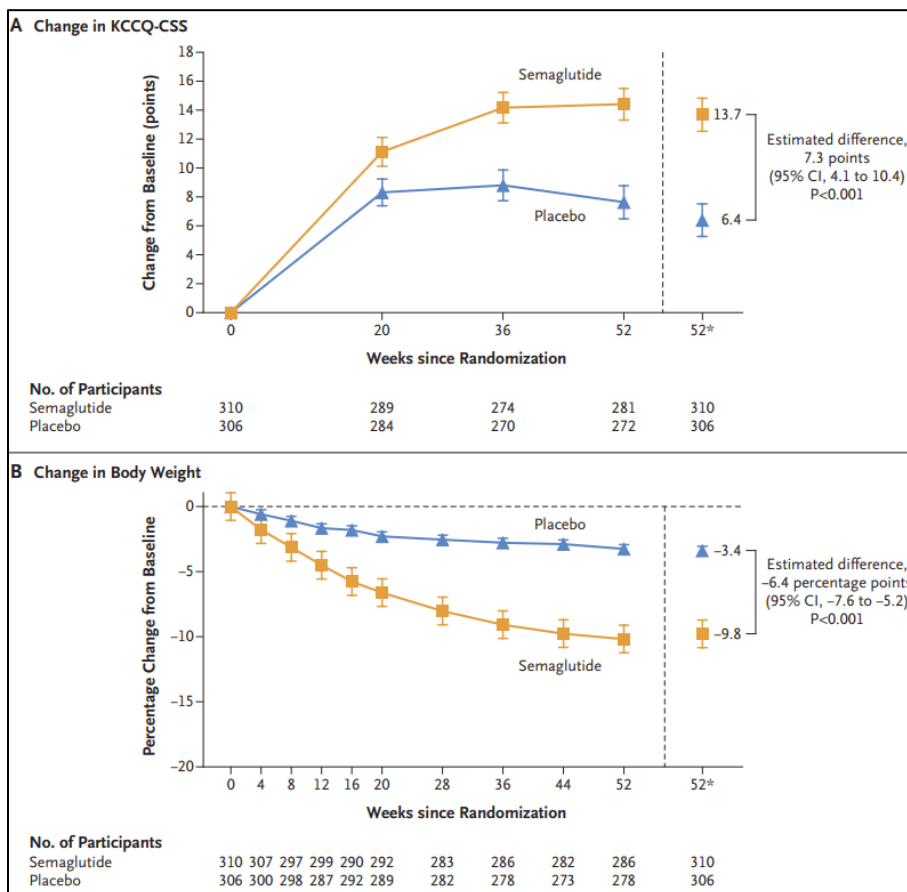 A Change in KCCQ-CSS
18
16
14
12
10
8
6
4
2
0
Change from Baseline (points)
Semaglutide
Placebo
13.7
6.4
Estimated difference,
7.3 points
(95% CI, 4.1 to 10.4)
P<0.001
0 20 36 52 52*
Weeks since Randomization
No. of Participants
Semaglutide 310 289 274 281 310
Placebo 306 284 270 272 306
B Change in Body Weight
0
−5
−10
−15
−20
Percentage Change from Baseline
Placebo
Semaglutide
−3.4
−9.8
Estimated difference,
−6.4 percentage points
(95% CI, −7.6 to −5.2)
P<0.001
0 4 8 12 16 20 28 36 44 52 52*
Weeks since Randomization
No. of Participants
Semaglutide 310 307 297 299 290 292 283 286 282 286 310
Placebo 306 300 298 287 292 289 282 278 273 278 306